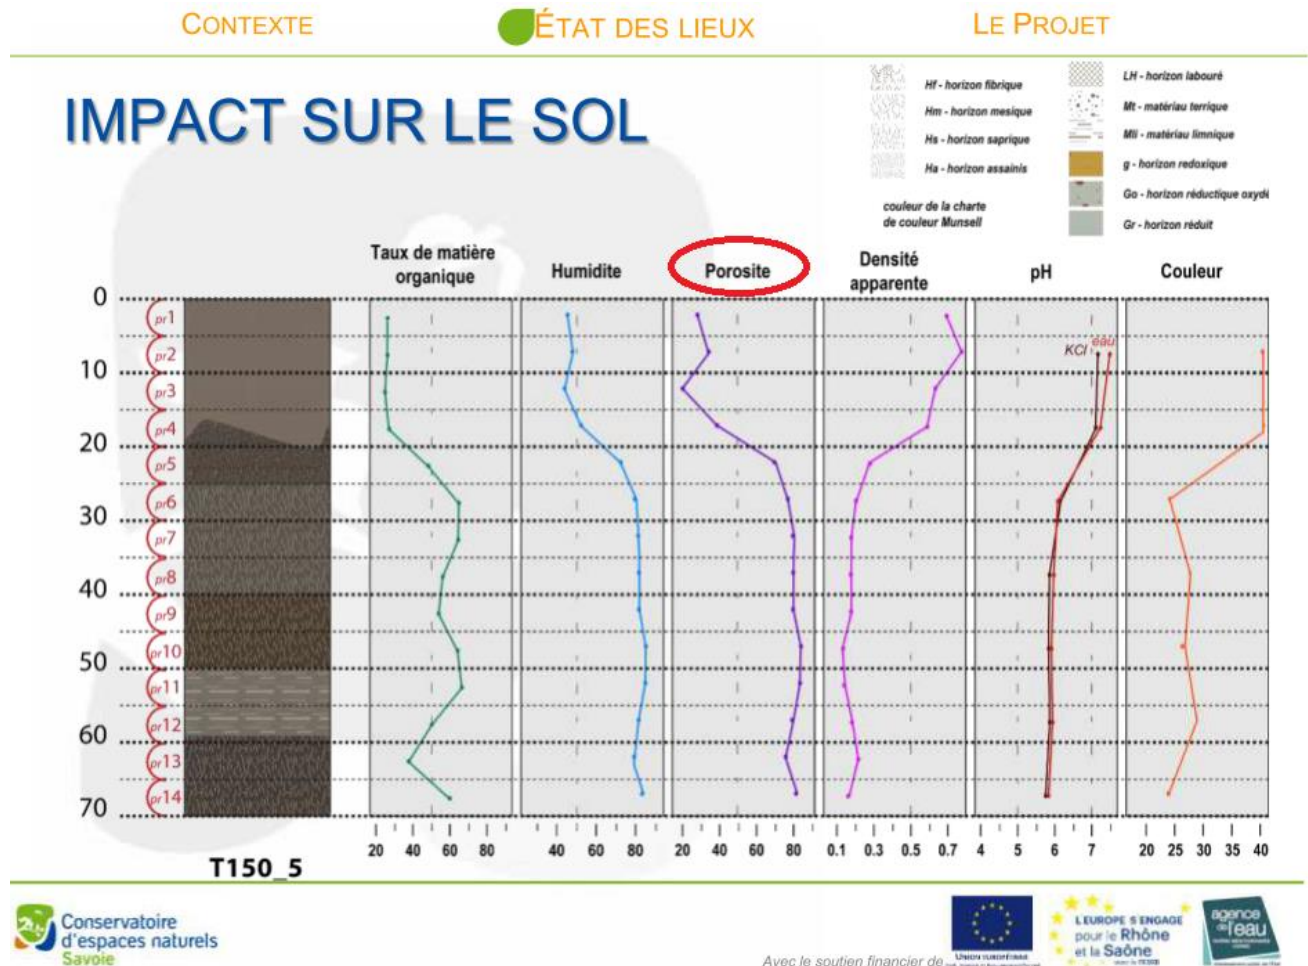 CONTEXTE
ÉTAT DES LIEUX
LE PROJET
IMPACT SUR LE SOL
Hf - horizon fibrique
Hm - horizon mesique
Hs - horizon saprique
Ha - horizon assainis
couleur de la charte
de couleur Munsell
LH - horizon labouré
Mt - matériau terrique
Mli - matériau limnique
g - horizon redoxique
Go - horizon réductique oxydé
Gr - horizon réduit
Taux de matière
organique
Humidite
Porosite
Densité
apparente
pH
Couleur
0
10
20
30
40
50
60
70
pr1
pr2
pr3
pr4
pr5
pr6
pr7
pr8
pr9
pr10
pr11
pr12
pr13
pr14
KCl
eau
20 40 60 80
40 60 80
20 40 60 80
0.1 0.3 0.5 0.7
4 5 6 7
20 25 30 35 40
T150_5
Conservatoire
d'espaces naturels
Savoie
Avec le soutien financier de
UNION EUROPÉENNE
L'EUROPE S'ENGAGE
pour le Rhône
et la Saône
agence
de l'eau